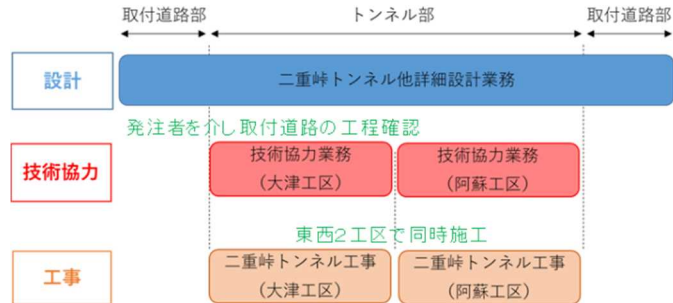 取付道路部 トンネル部 取付道路部
設計 二重峠トンネル他詳細設計業務
発注者を介し取付道路の工程確認
技術協力 技術協力業務 技術協力業務
(大津工区) (阿蘇工区)
東西2工区で同時施工
工事 二重峠トンネル工事 二重峠トンネル工事
(大津工区) (阿蘇工区)